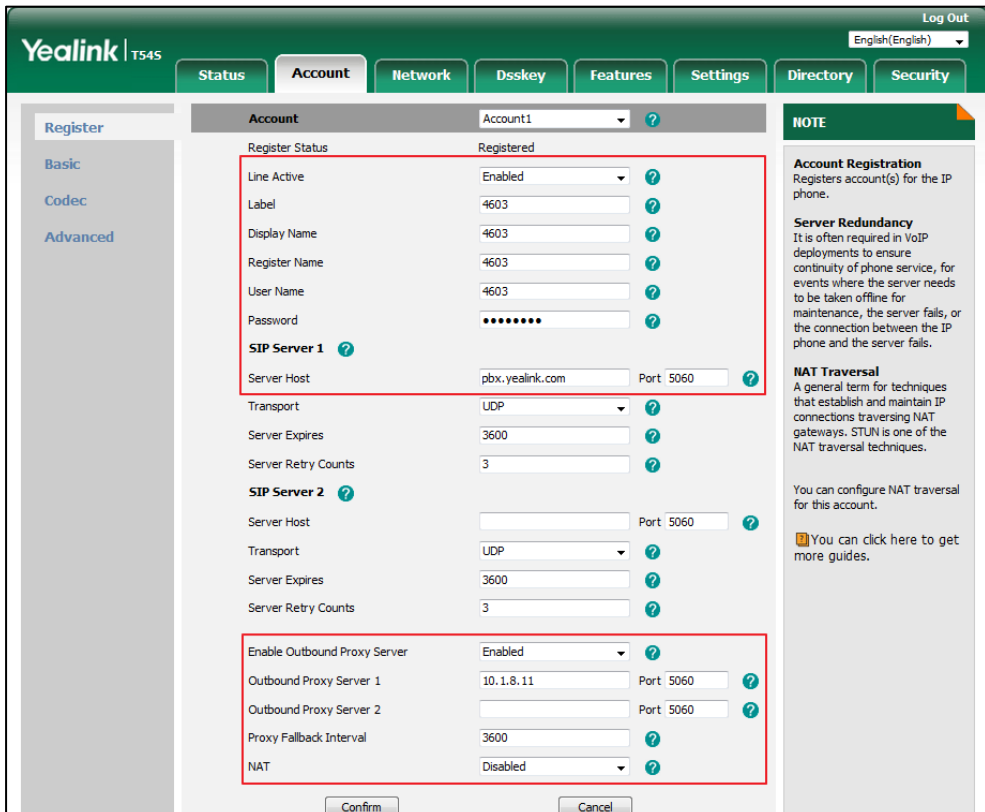 Log Out
Yealink T54S
English(English)
Status Account Network Dsskey Features Settings Directory Security
Register
Basic
Codec
Advanced
Account Account1
Register Status Registered
Line Active Enabled
Label 4603
Display Name 4603
Register Name 4603
User Name 4603
Password ••••••••
SIP Server 1
Server Host pbx.yealink.com Port 5060
Transport UDP
Server Expires 3600
Server Retry Counts 3
SIP Server 2
Server Host Port 5060
Transport UDP
Server Expires 3600
Server Retry Counts 3
Enable Outbound Proxy Server Enabled
Outbound Proxy Server 1 10.1.8.11 Port 5060
Outbound Proxy Server 2 Port 5060
Proxy Fallback Interval 3600
NAT Disabled
Confirm Cancel
NOTE
Account Registration
Registers account(s) for the IP
phone.
Server Redundancy
It is often required in VoIP
deployments to ensure
continuity of phone service, for
events where the server needs
to be taken offline for
maintenance, the server fails, or
the connection between the IP
phone and the server fails.
NAT Traversal
A general term for techniques
that establish and maintain IP
connections traversing NAT
gateways. STUN is one of the
NAT traversal techniques.
You can configure NAT traversal
for this account.
You can click here to get
more guides.